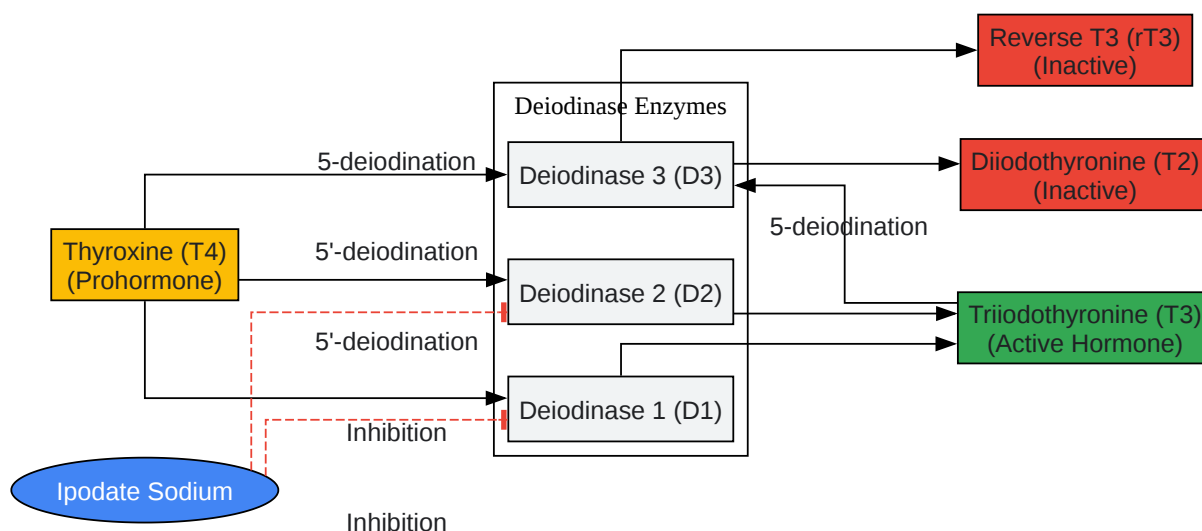 Reverse T3 (rT3)
(Inactive)
Deiodinase Enzymes
5-deiodination
Deiodinase 3 (D3)
Diiodothyronine (T2)
(Inactive)
5-deiodination
Thyroxine (T4)
(Prohormone)
5'-deiodination
Deiodinase 2 (D2)
Triiodothyronine (T3)
(Active Hormone)
5'-deiodination
Deiodinase 1 (D1)
Inhibition
Ipodate Sodium
Inhibition